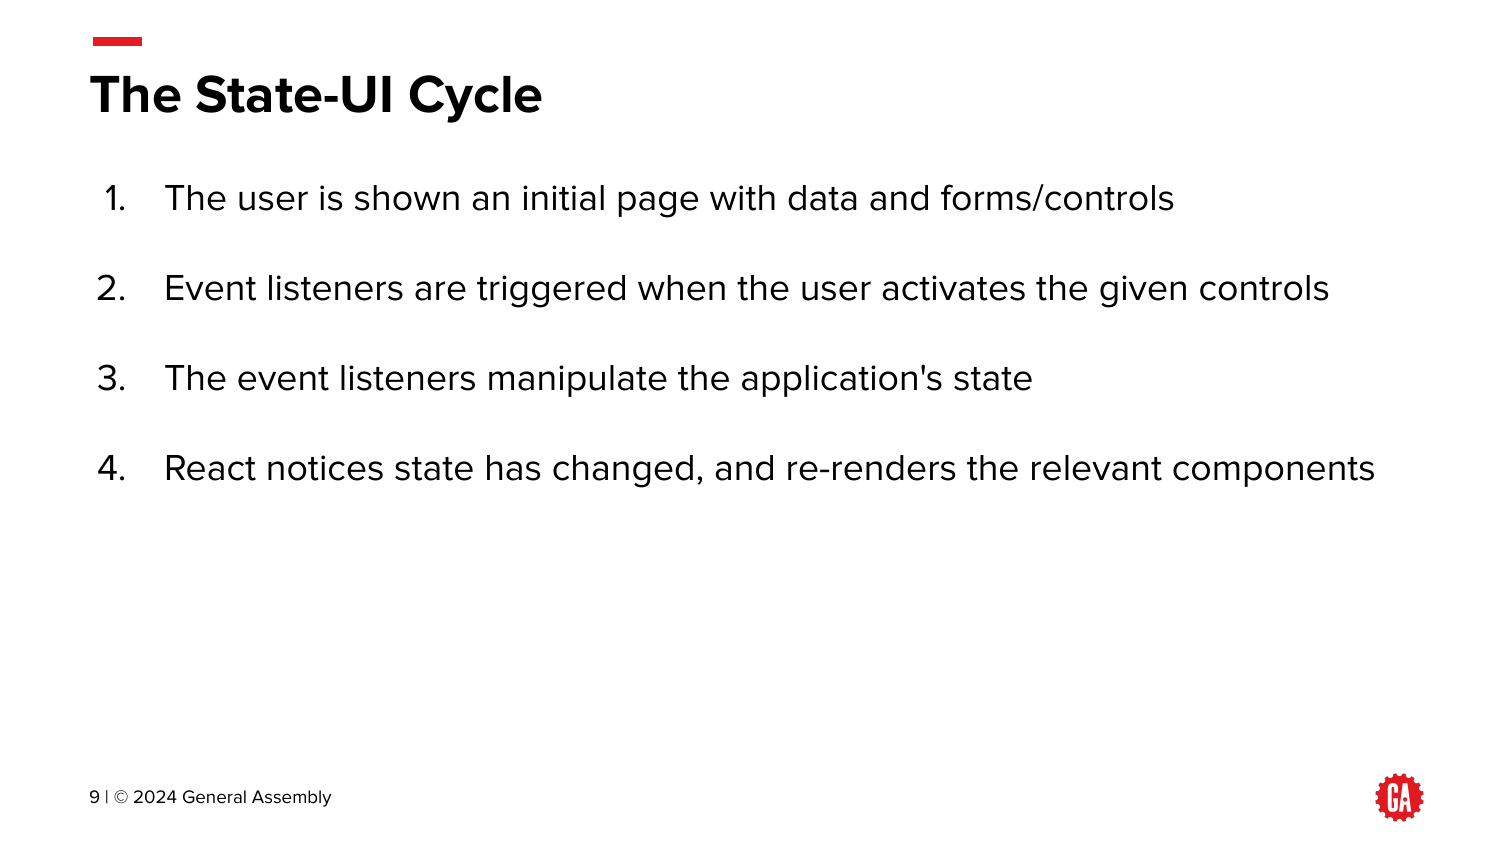 The State-UI Cycle
1. The user is shown an initial page with data and forms/controls
2. Event listeners are triggered when the user activates the given controls
3. The event listeners manipulate the application's state
4. React notices state has changed, and re-renders the relevant components
9 | © 2024 General Assembly
GA